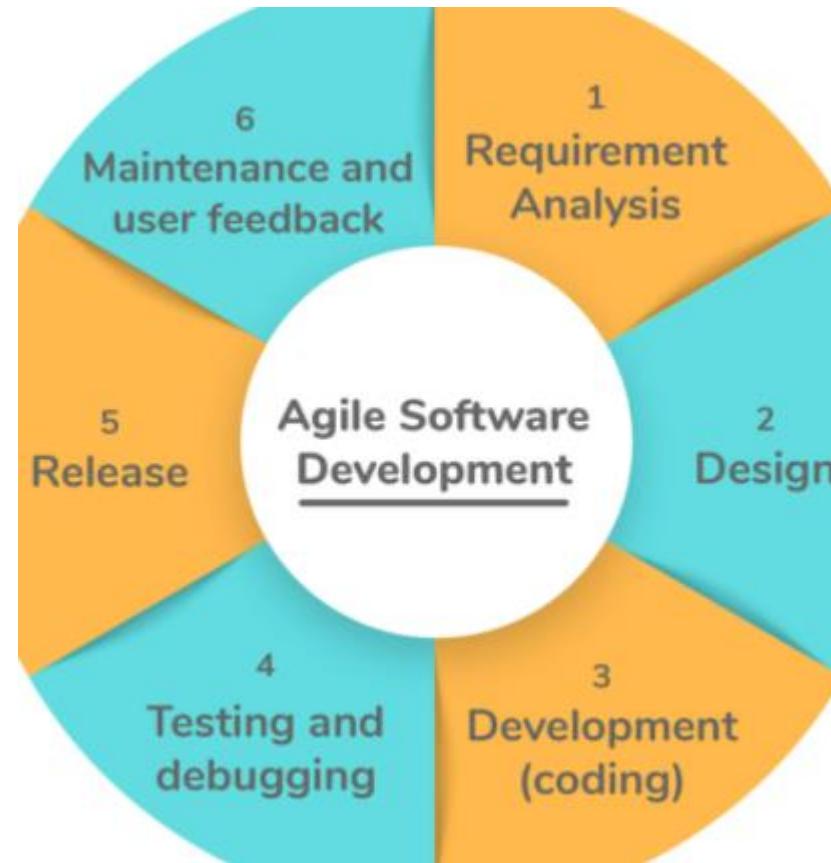 1
Requirement
Analysis
2
Design
3
Development
(coding)
4
Testing and
debugging
5
Release
6
Maintenance and
user feedback
Agile Software
Development